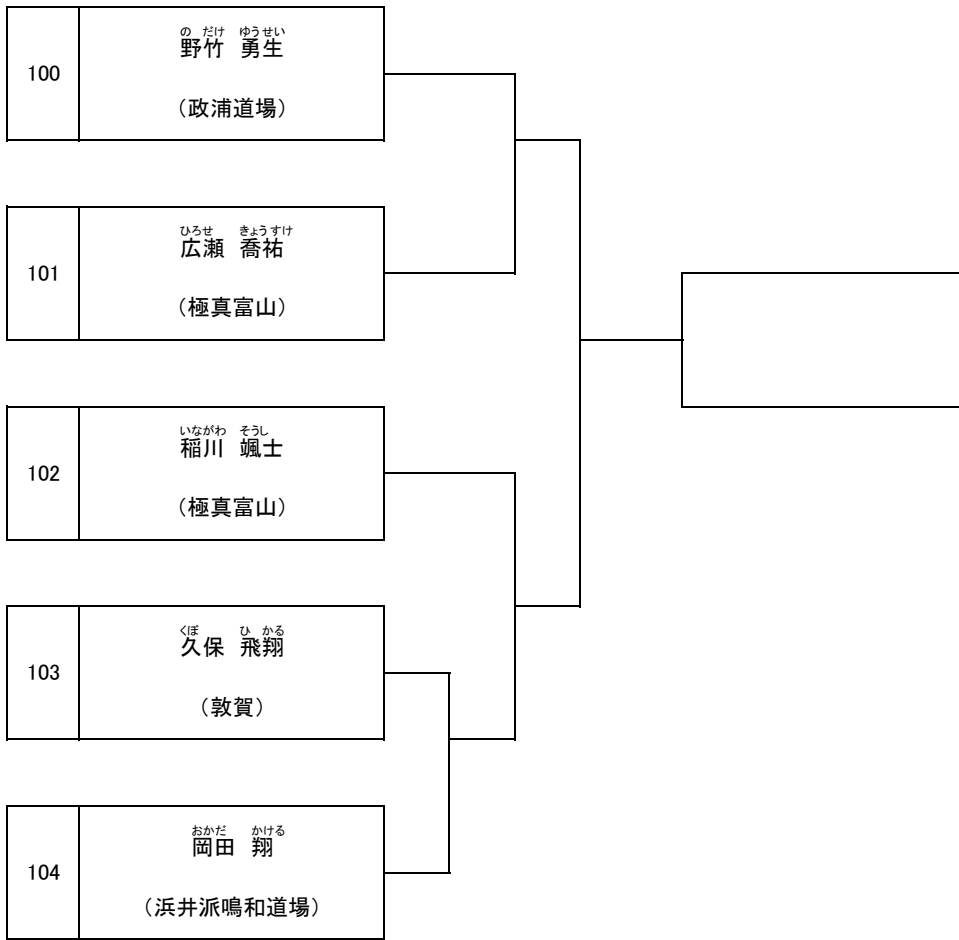 の だけ ゆうせい
100 野竹 勇生
（政浦道場）
ひろせ きょうすけ
101 広瀬 喬祐
（極真富山）
いながわ そうし
102 稲川 颯士
（極真富山）
くぼ ひ かる
103 久保 飛翔
（敦賀）
おかだ かける
104 岡田 翔
（浜井派鳴和道場）